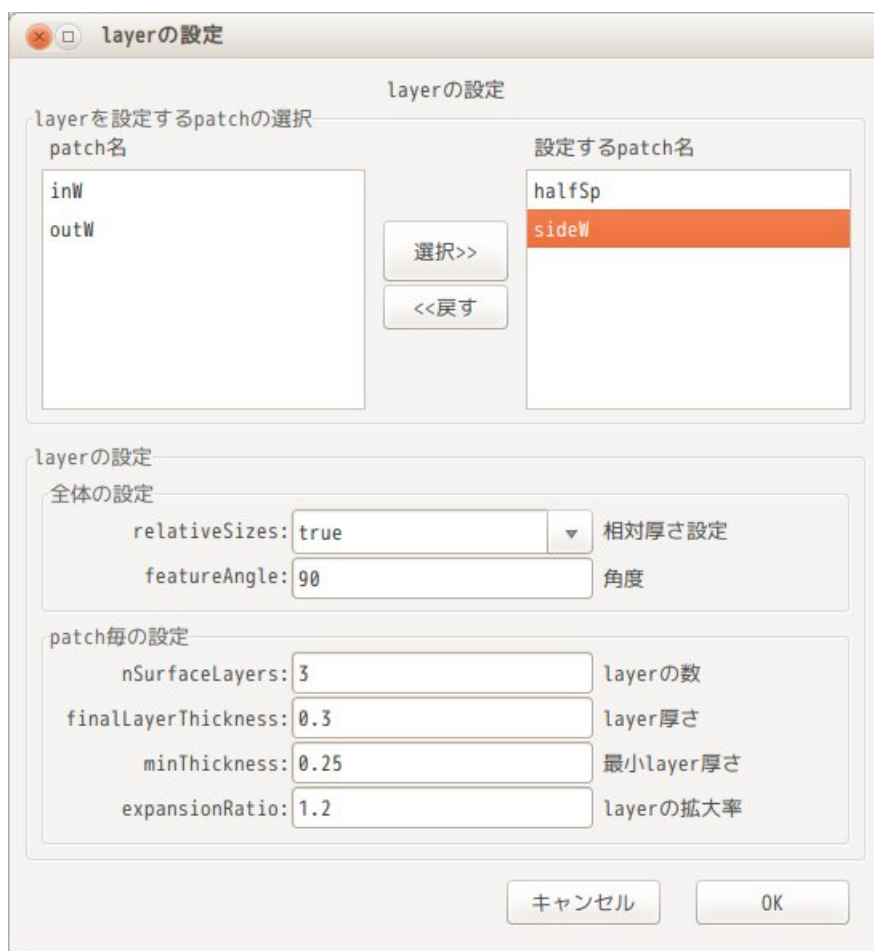 layerの設定
layerの設定
layerを設定するpatchの選択
patch名
設定するpatch名
inW
outW
選択>>
<<戻す
halfSp
sideW
layerの設定
全体の設定
relativeSizes: true 相対厚さ設定
featureAngle: 90 角度
patch毎の設定
nSurfaceLayers: 3 layerの数
finalLayerThickness: 0.3 layer厚さ
minThickness: 0.25 最小layer厚さ
expansionRatio: 1.2 layerの拡大率
キャンセル OK